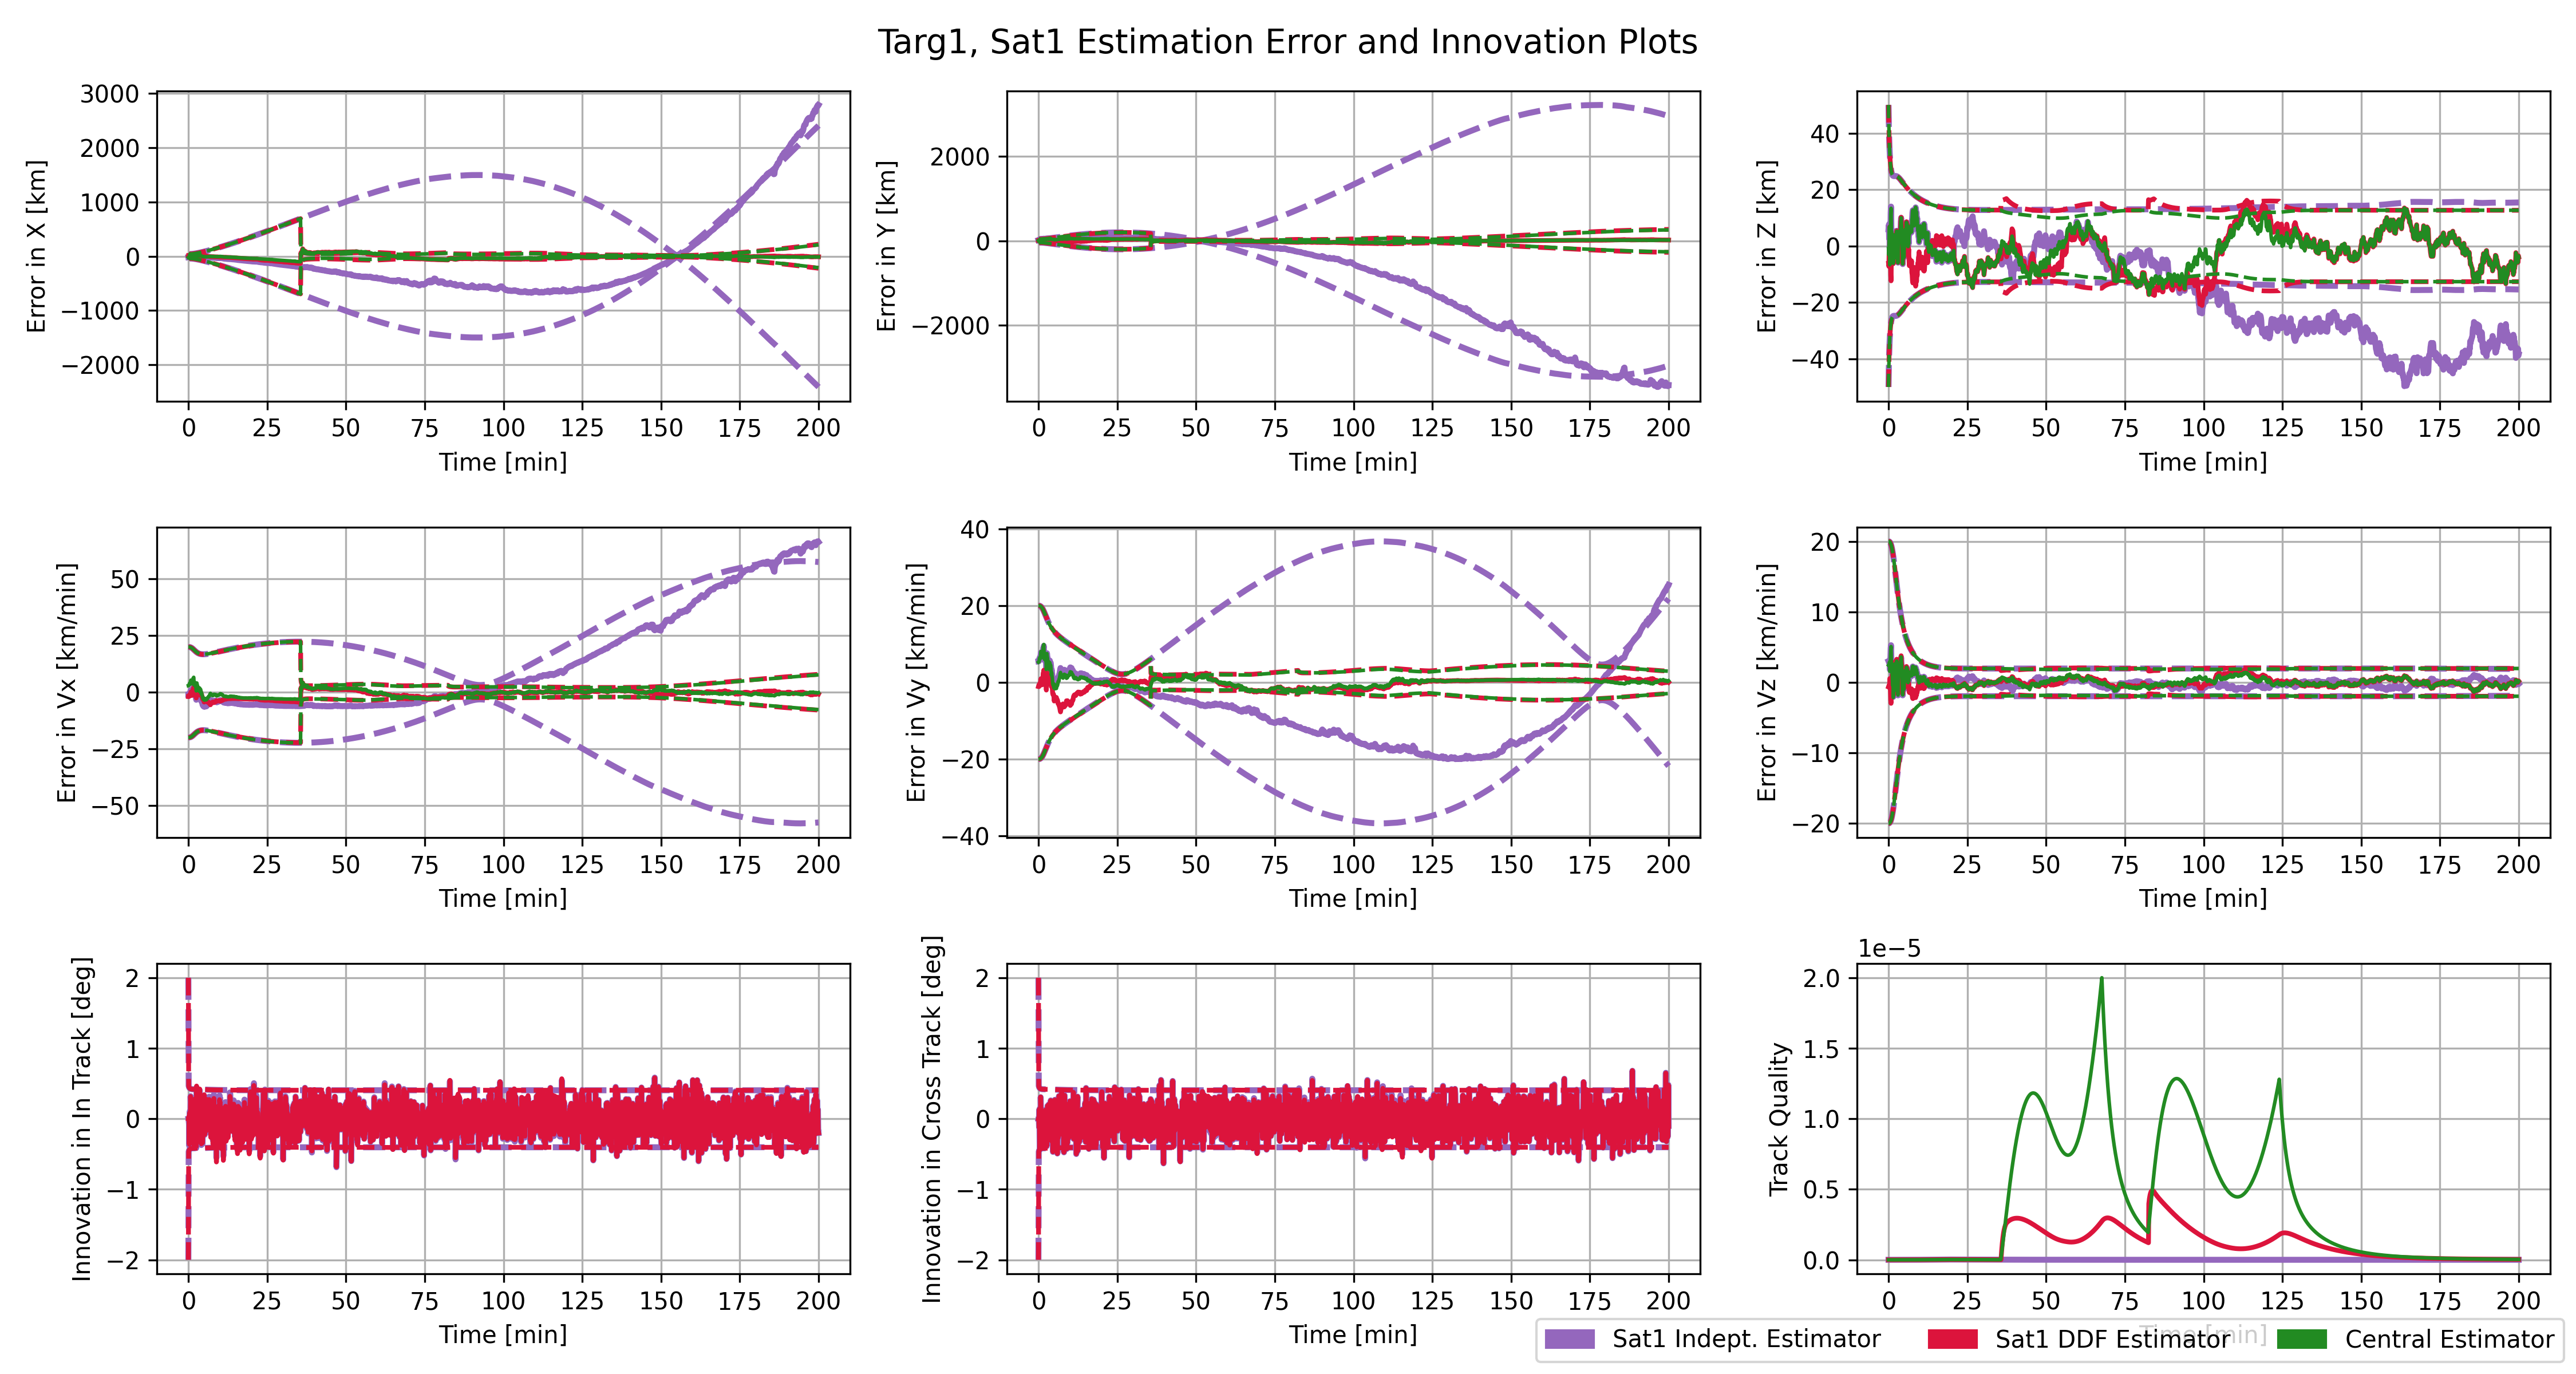 Targ1, Sat1 Estimation Error and Innovation Plots
Error in X [km]
3000
2000
1000
0
−1000
−2000
0 25 50 75 100 125 150 175 200
Time [min]
Error in Y [km]
2000
0
−2000
0 25 50 75 100 125 150 175 200
Time [min]
Error in Z [km]
40
20
0
−20
−40
0 25 50 75 100 125 150 175 200
Time [min]
Error in Vx [km/min]
50
25
0
−25
−50
0 25 50 75 100 125 150 175 200
Time [min]
Error in Vy [km/min]
40
20
0
−20
−40
0 25 50 75 100 125 150 175 200
Time [min]
Error in Vz [km/min]
20
10
0
−10
−20
0 25 50 75 100 125 150 175 200
Time [min]
Innovation in In Track [deg]
2
1
0
−1
−2
0 25 50 75 100 125 150 175 200
Time [min]
Innovation in Cross Track [deg]
2
1
0
−1
−2
0 25 50 75 100 125 150 175 200
Time [min]
1e−5
Track Quality
2.0
1.5
1.0
0.5
0.0
0 25 50 75 100 125 150 175 200
Time [min]
Sat1 Indept. Estimator
Sat1 DDF Estimator
Central Estimator